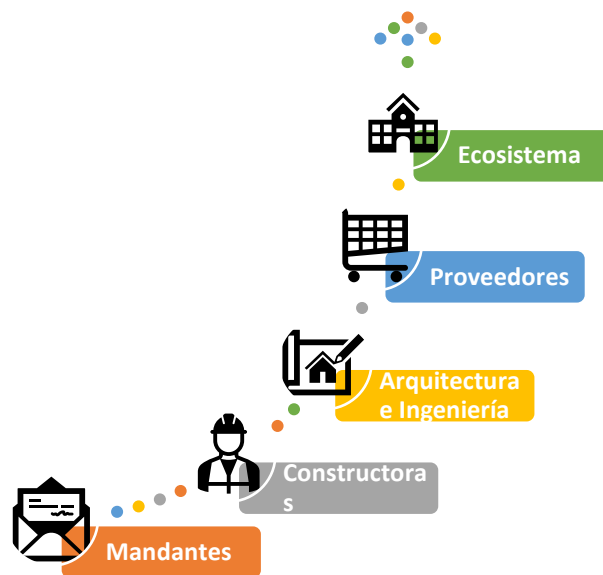 Ecosistema
Proveedores
Arquitectura
e Ingeniería
Constructora
s
Mandantes